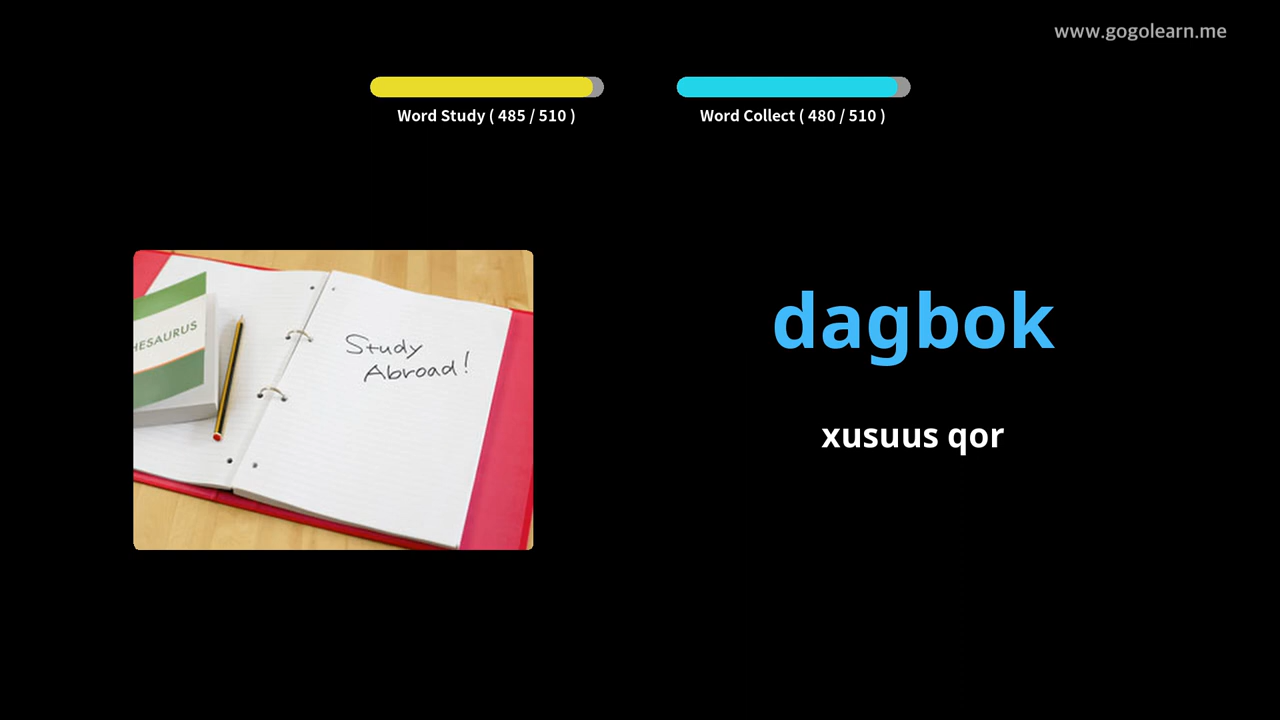 www.gogolearn.me
Word Study ( 485 / 510 )
Word Collect ( 480 / 510 )
HESAURUS
Study
Abroad!
dagbok
xusuus qor